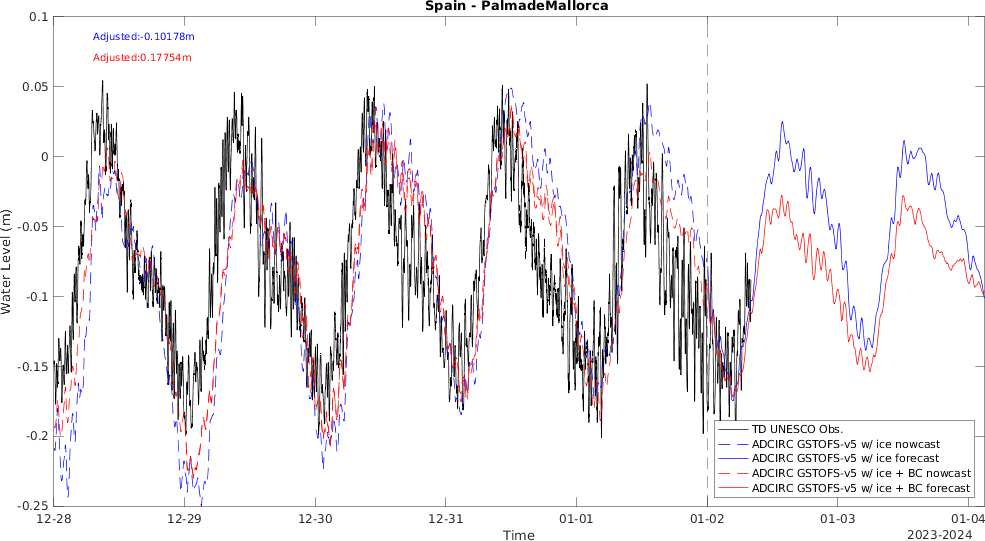 Spain - PalmadeMallorca
Adjusted:-0.10178m
Adjusted:0.17754m
0.1
0.05
0
-0.05
-0.1
-0.15
-0.2
-0.25
Water Level (m)
TD UNESCO Obs.
ADCIRC GSTOFS-v5 w/ ice nowcast
ADCIRC GSTOFS-v5 w/ ice forecast
ADCIRC GSTOFS-v5 w/ ice + BC nowcast
ADCIRC GSTOFS-v5 w/ ice + BC forecast
12-28 12-29 12-30 12-31 01-01 01-02 01-03 01-04
Time
2023-2024